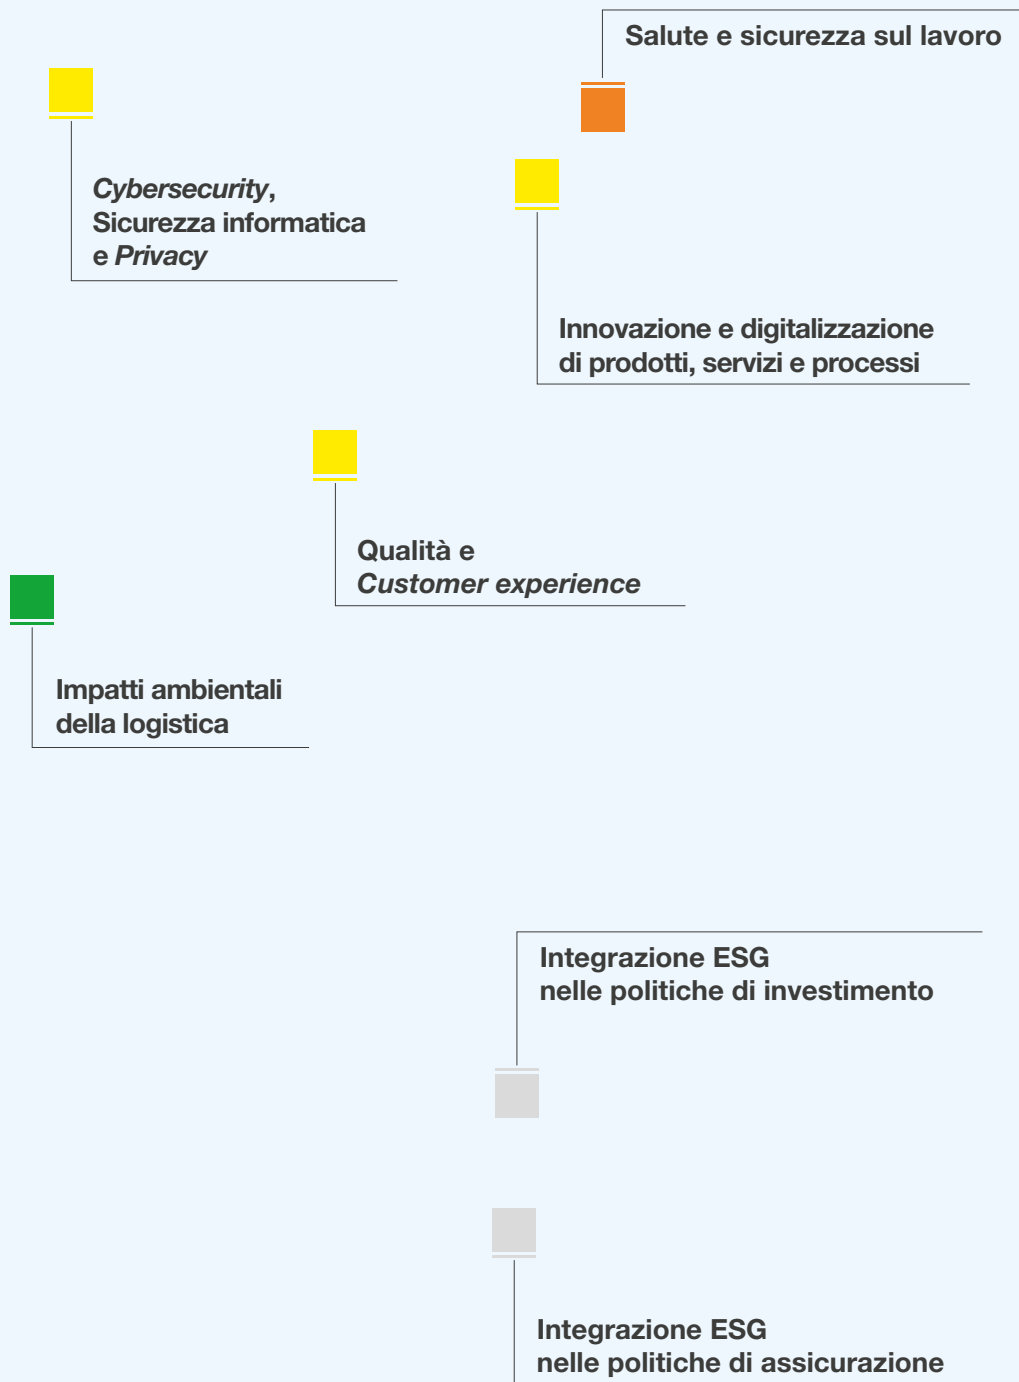 Salute e sicurezza sul lavoro
Cybersecurity,
Sicurezza informatica
e Privacy
Innovazione e digitalizzazione
di prodotti, servizi e processi
Qualità e
Customer experience
Impatti ambientali
della logistica
Integrazione ESG
nelle politiche di investimento
Integrazione ESG
nelle politiche di assicurazione